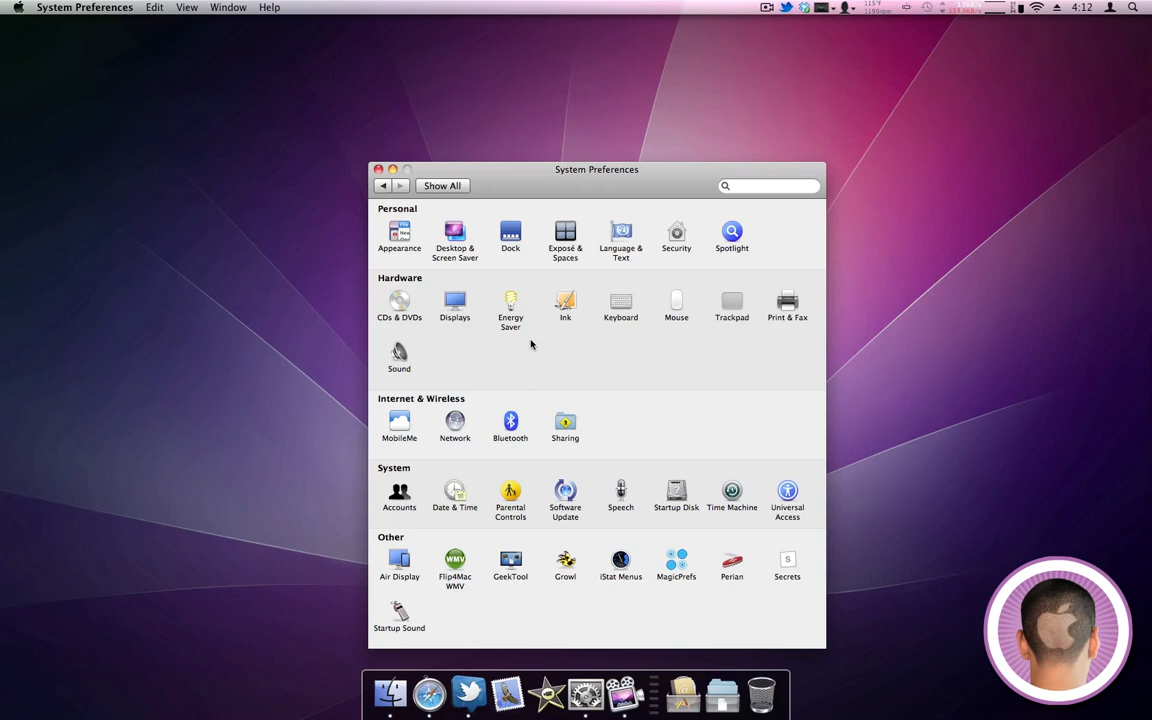 System Preferences Edit View Window Help 115°F 1199rpm 4:12
System Preferences
Show All
Personal
Appearance Desktop & Screen Saver Dock Exposé & Spaces Language & Text Security Spotlight
Hardware
CDs & DVDs Displays Energy Saver Ink Keyboard Mouse Trackpad Print & Fax
Sound
Internet & Wireless
MobileMe Network Bluetooth Sharing
System
Accounts Date & Time Parental Controls Software Update Speech Startup Disk Time Machine Universal Access
Other
Air Display Flip4Mac WMV GeekTool Growl iStat Menus MagicPrefs Perian Secrets
Startup Sound